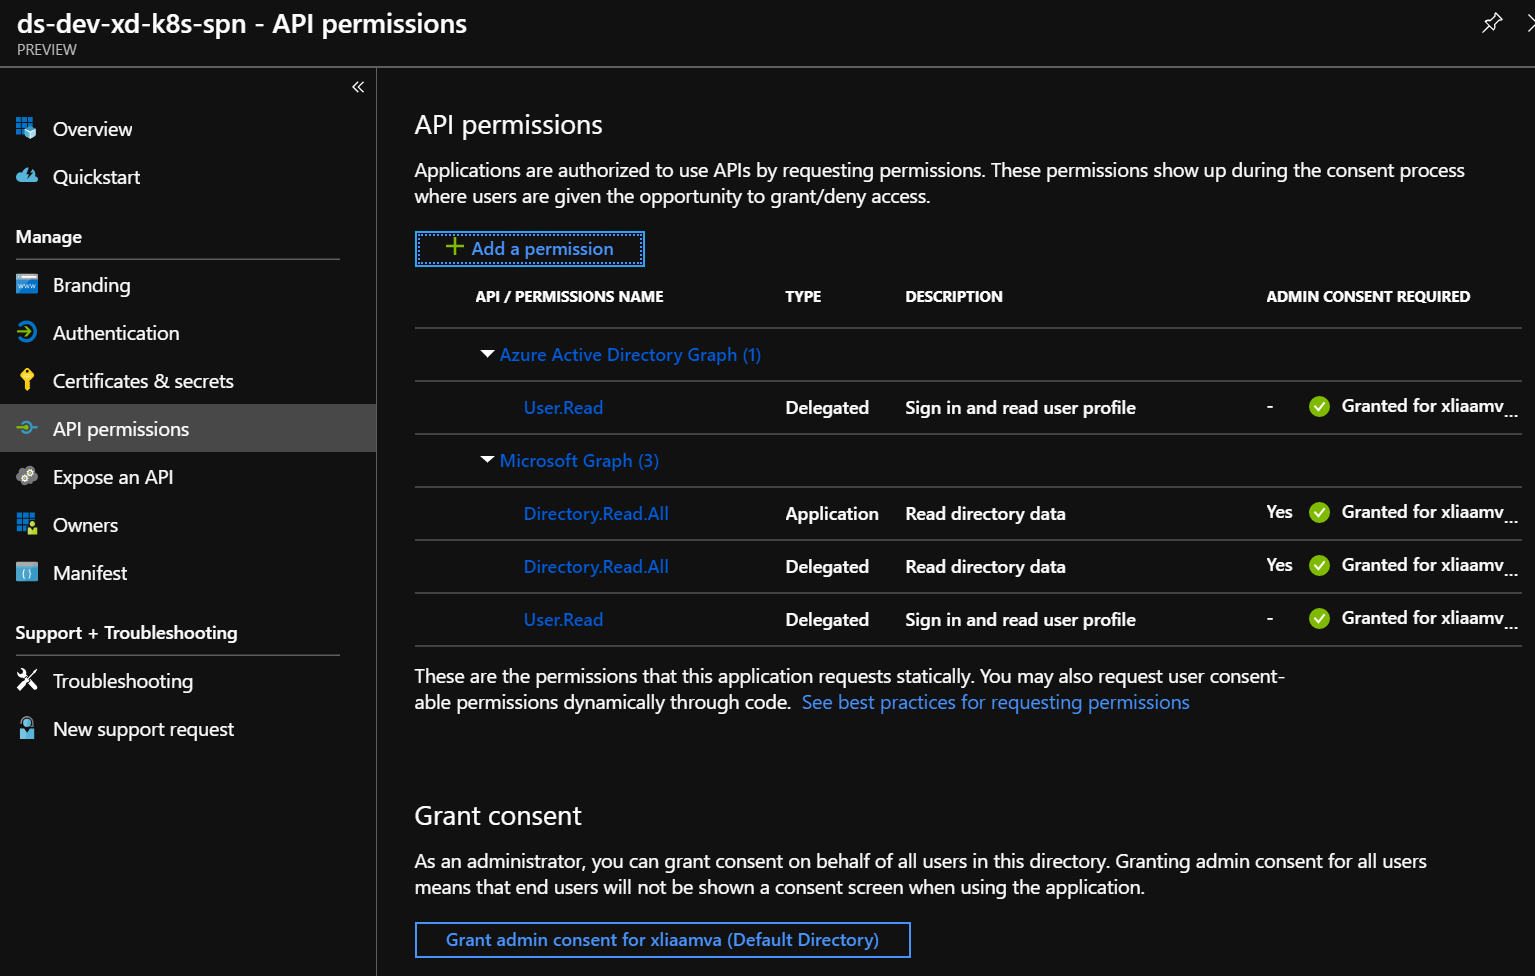 ds-dev-xd-k8s-spn - API permissions
PREVIEW
«
Overview
Quickstart
Manage
Branding
Authentication
Certificates & secrets
API permissions
Expose an API
Owners
Manifest
Support + Troubleshooting
Troubleshooting
New support request
API permissions
Applications are authorized to use APIs by requesting permissions. These permissions show up during the consent process
where users are given the opportunity to grant/deny access.
+ Add a permission
API / PERMISSIONS NAME TYPE DESCRIPTION ADMIN CONSENT REQUIRED
Azure Active Directory Graph (1)
User.Read Delegated Sign in and read user profile - Granted for xliaamv...
Microsoft Graph (3)
Directory.Read.All Application Read directory data Yes Granted for xliaamv...
Directory.Read.All Delegated Read directory data Yes Granted for xliaamv...
User.Read Delegated Sign in and read user profile - Granted for xliaamv...
These are the permissions that this application requests statically. You may also request user consent-
able permissions dynamically through code. See best practices for requesting permissions
Grant consent
As an administrator, you can grant consent on behalf of all users in this directory. Granting admin consent for all users
means that end users will not be shown a consent screen when using the application.
Grant admin consent for xliaamva (Default Directory)